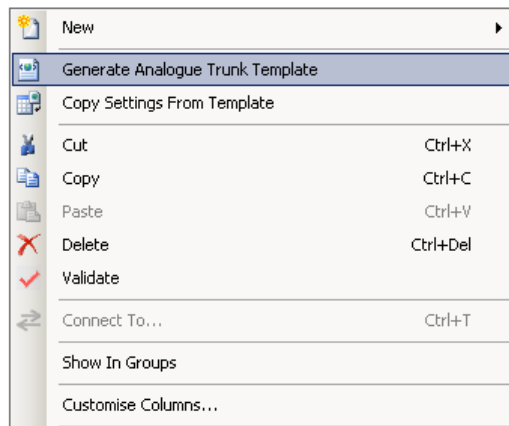 New
Generate Analogue Trunk Template
Copy Settings From Template
Cut Ctrl+X
Copy Ctrl+C
Paste Ctrl+V
Delete Ctrl+Del
Validate
Connect To... Ctrl+T
Show In Groups
Customise Columns...